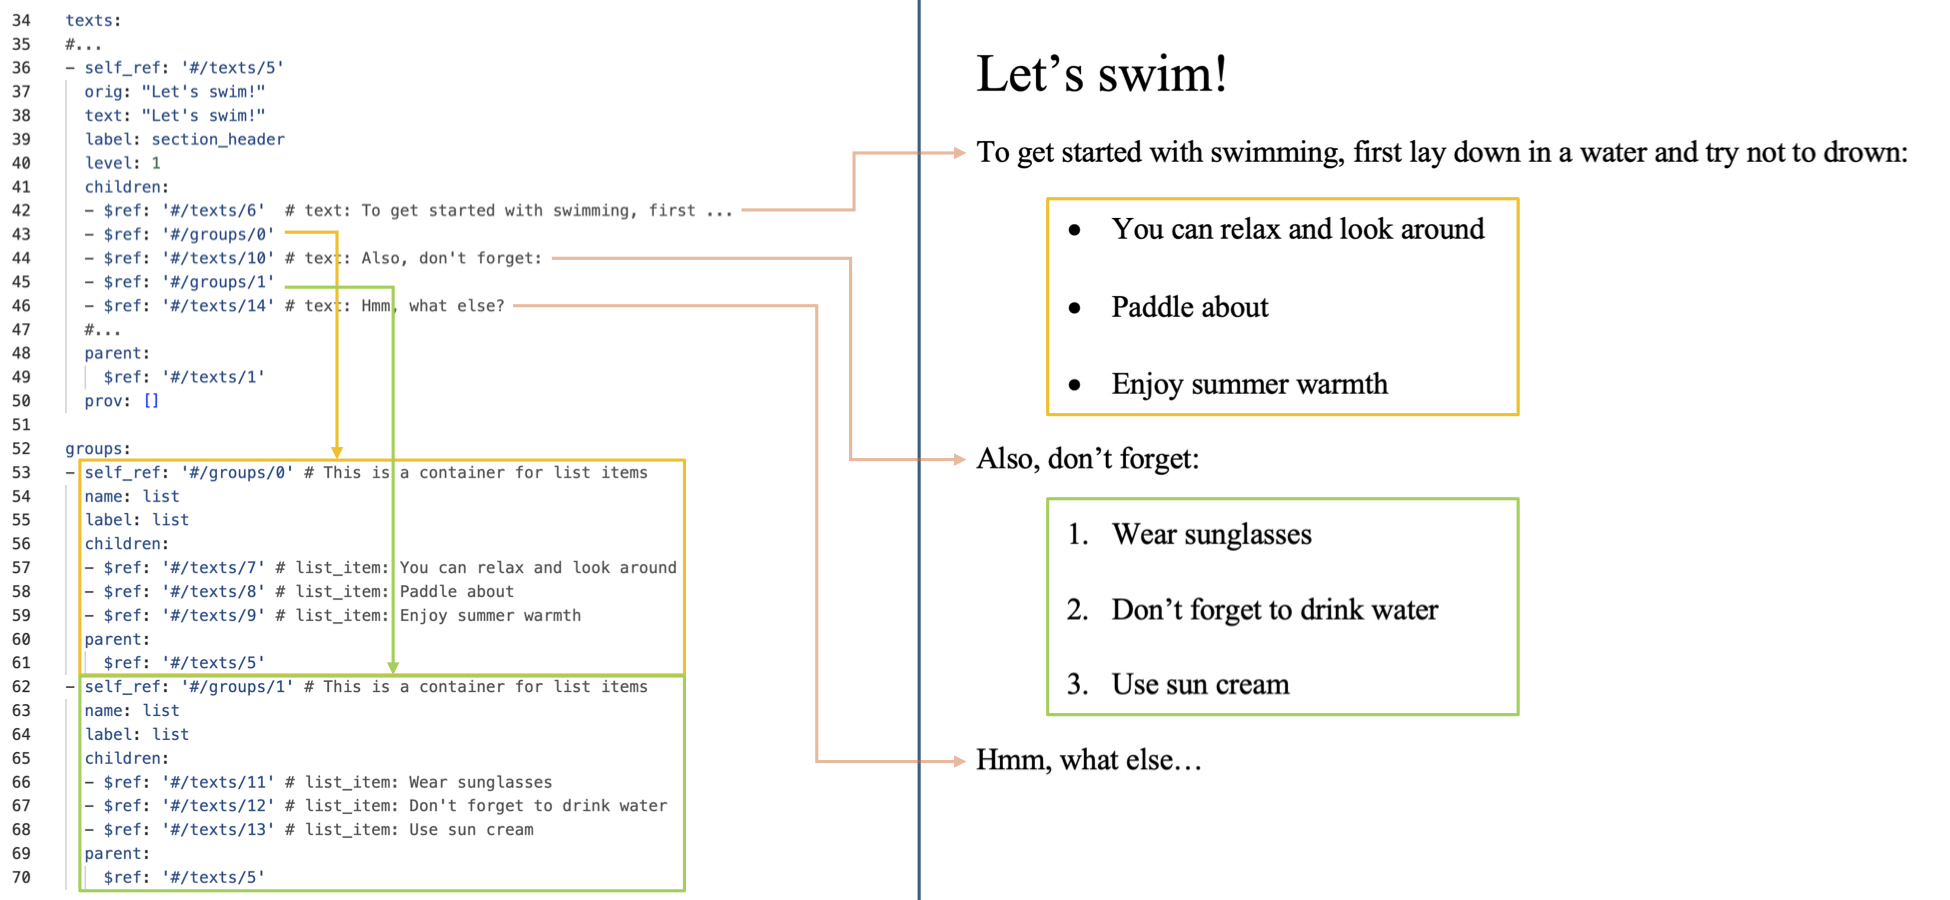 34 texts:
35 #...
36 - self_ref: '#/texts/5'
37 orig: "Let's swim!"
38 text: "Let's swim!"
39 label: section_header
40 level: 1
41 children:
42 - $ref: '#/texts/6'  # text: To get started with swimming, first ...
43 - $ref: '#/groups/0'
44 - $ref: '#/texts/10' # text: Also, don't forget:
45 - $ref: '#/groups/1'
46 - $ref: '#/texts/14' # text: Hmm, what else?
47 #...
48 parent:
49 $ref: '#/texts/1'
50 prov: []
51
52 groups:
53 - self_ref: '#/groups/0' # This is a container for list items
54 name: list
55 label: list
56 children:
57 - $ref: '#/texts/7' # list_item: You can relax and look around
58 - $ref: '#/texts/8' # list_item: Paddle about
59 - $ref: '#/texts/9' # list_item: Enjoy summer warmth
60 parent:
61 $ref: '#/texts/5'
62 - self_ref: '#/groups/1' # This is a container for list items
63 name: list
64 label: list
65 children:
66 - $ref: '#/texts/11' # list_item: Wear sunglasses
67 - $ref: '#/texts/12' # list_item: Don't forget to drink water
68 - $ref: '#/texts/13' # list_item: Use sun cream
69 parent:
70 $ref: '#/texts/5'
Let’s swim!
To get started with swimming, first lay down in a water and try not to drown:
• You can relax and look around
• Paddle about
• Enjoy summer warmth
Also, don’t forget:
1. Wear sunglasses
2. Don’t forget to drink water
3. Use sun cream
Hmm, what else…